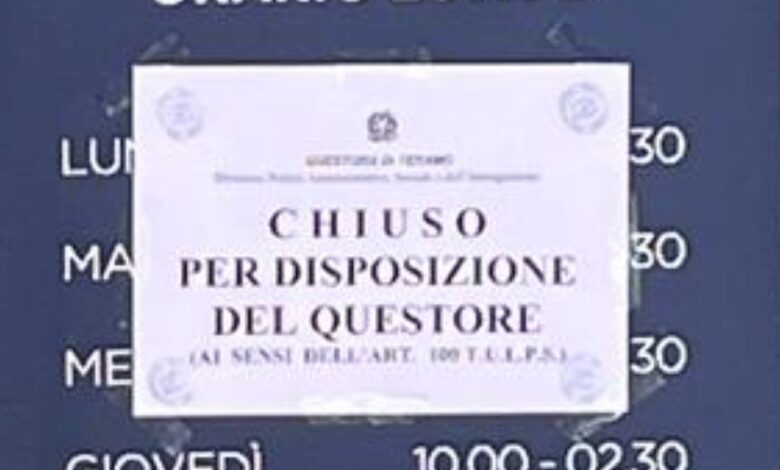 LUN
30
QUESTURA DI TERAMO
CHIUSO
MA
30
PER DISPOSIZIONE
DEL QUESTORE
(AI SENSI DELL'ART. 100 T.U.L.P.S.)
ME
30
GIOVEDÌ 10.00 - 02.30